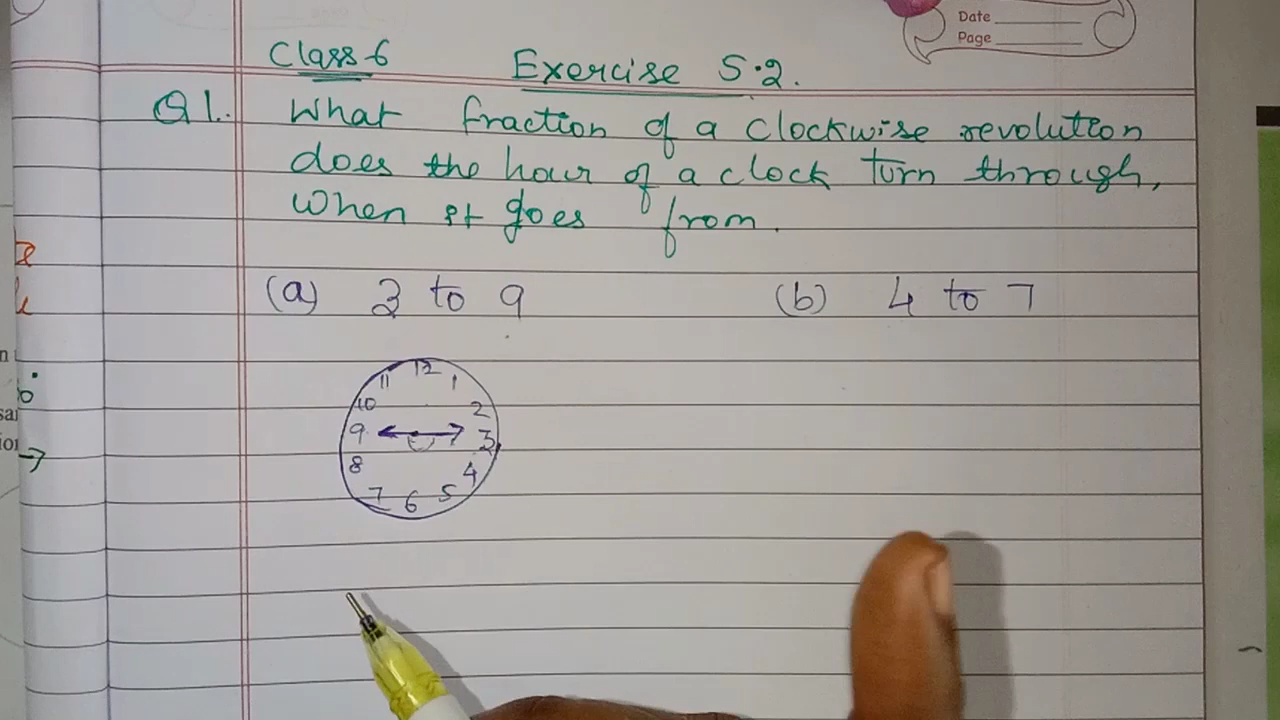 Date
Page
Class-6 Exercise 5.2.
Q1. What fraction of a clockwise revolution
does the hour of a clock turn through,
when it goes from.
(a) 3 to 9 (b) 4 to 7
12
11 1
10 2
9 3
8 4
7 6 5